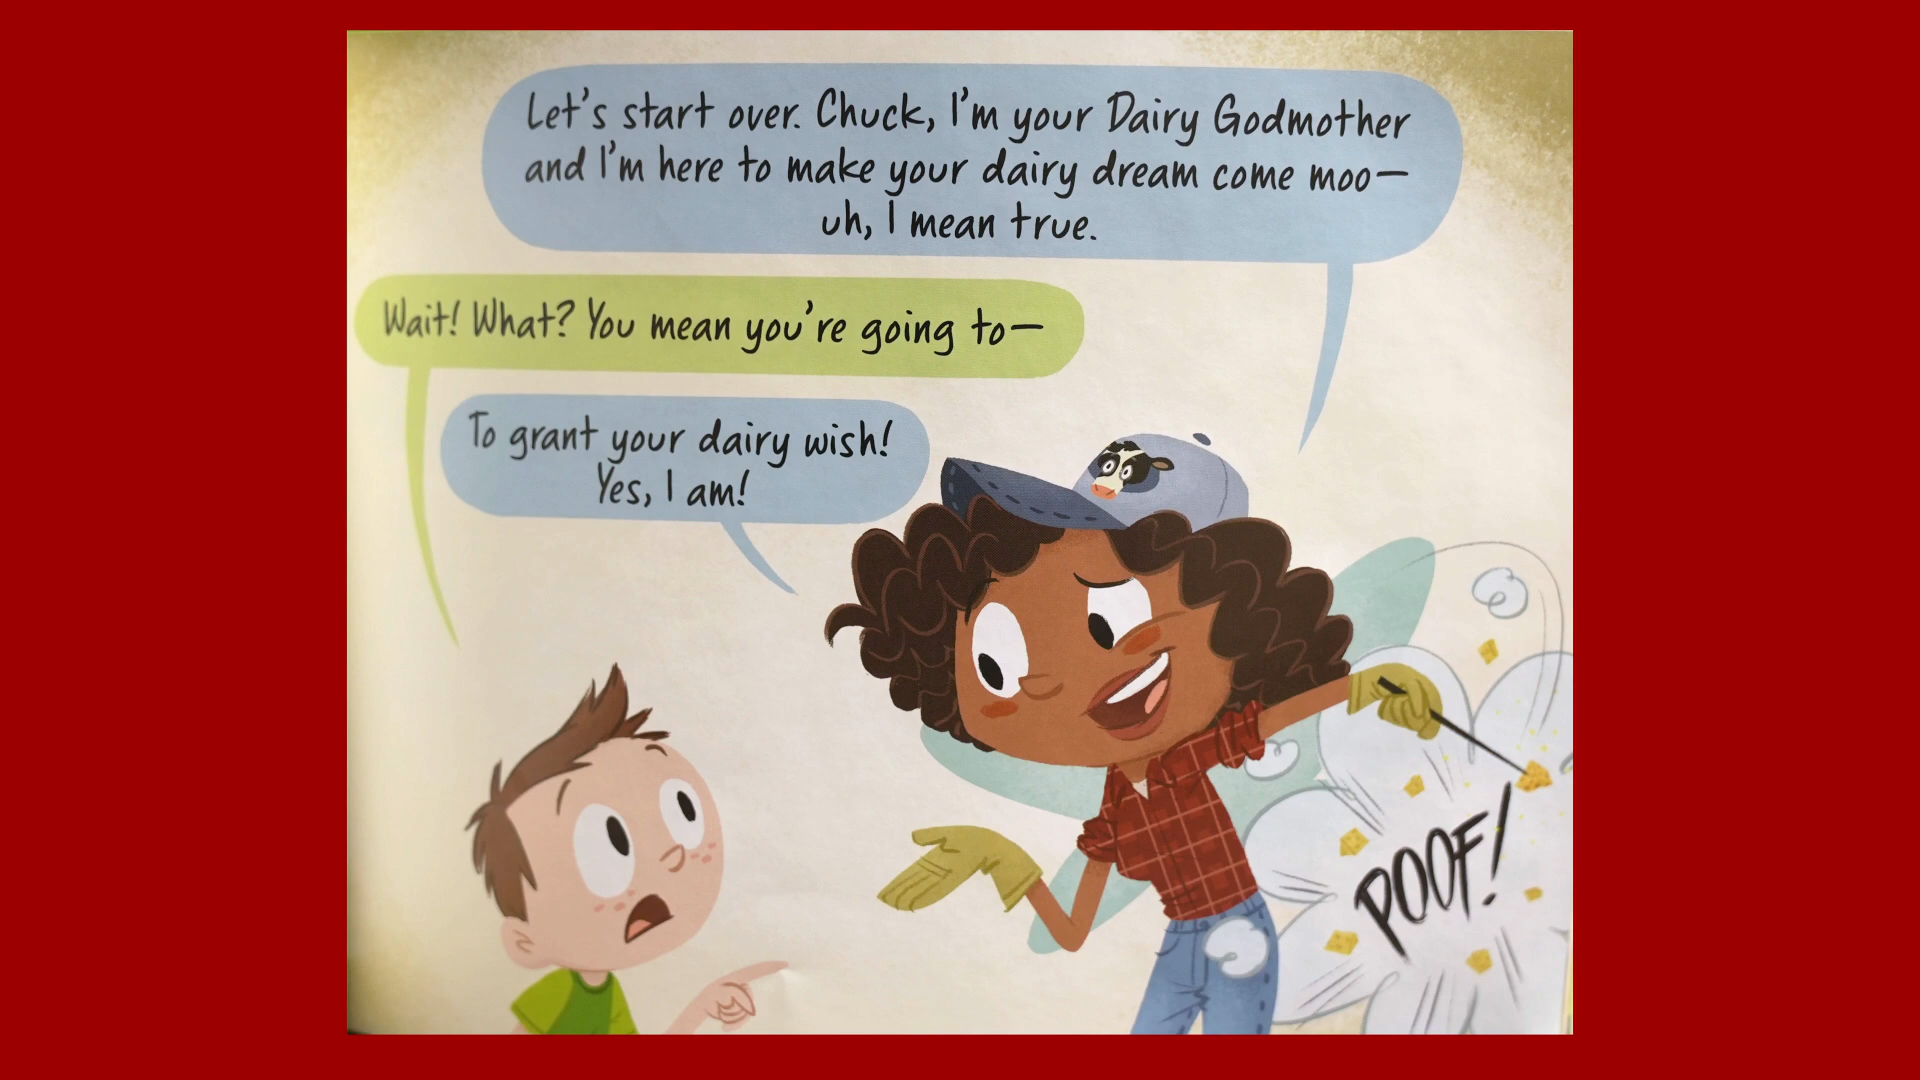 Let's start over. Chuck, I'm your Dairy Godmother
and I'm here to make your dairy dream come moo—
uh, I mean true.
Wait! What? You mean you're going to—
To grant your dairy wish!
Yes, I am!
POOF!